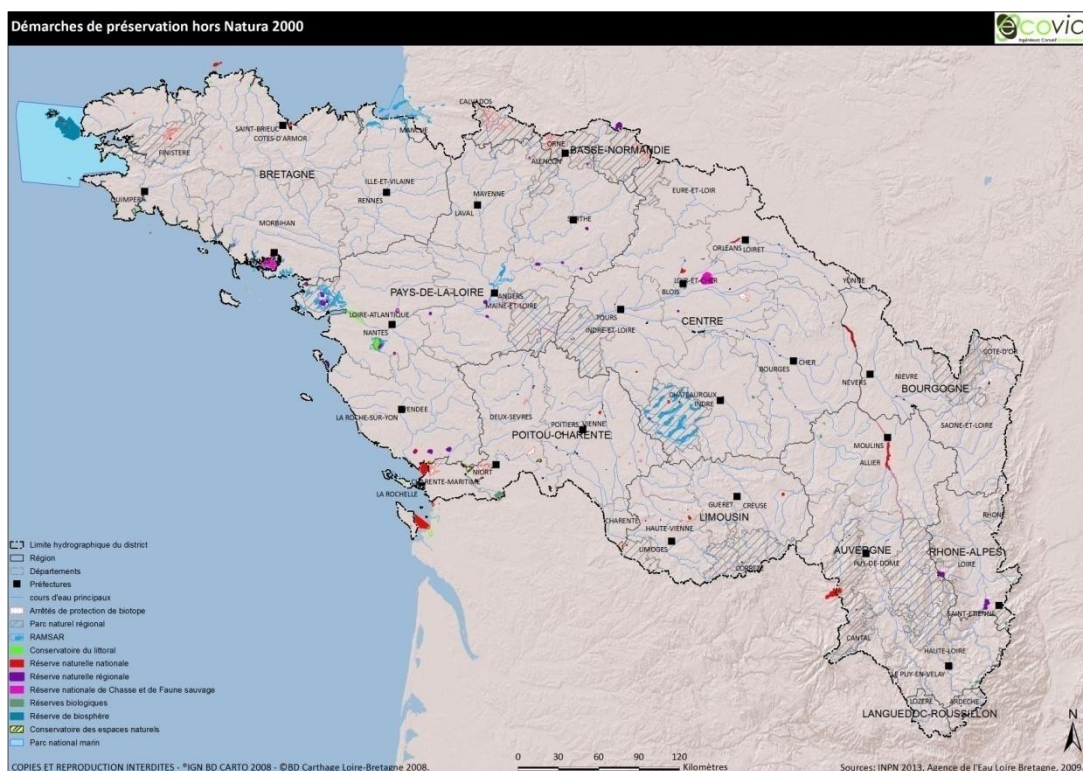 Démarches de préservation hors Natura 2000
écovia
CALVADOS
MANCHE
SAINT-BRIEUC
COTES-D'ARMOR
FINISTERE
ORNE
ALENCON
BASSE-NORMANDIE
BRETAGNE
ILLE-ET-VILAINE
RENNES
MAYENNE
LAVAL
EURE-ET-LOIR
QUIMPER
MORBIHAN
SARTHE
ORLEANS
LOIRET
YONNE
LOIR-ET-CHER
BLOIS
PAYS-DE-LA-LOIRE
ANGERS
MAINE-ET-LOIRE
LOIRE-ATLANTIQUE
NANTES
TOURS
INDRE-ET-LOIRE
CENTRE
COTE-D'OR
BOURGES
CHER
NEVERS
NIEVRE
BOURGOGNE
CHATEAUROUX
INDRE
VENDEE
LA ROCHE-SUR-YON
DEUX-SEVRES
POITIERS
VIENNE
POITOU-CHARENTE
SAONE-ET-LOIRE
MOULINS
ALLIER
NIORT
CHARENTE-MARITIME
LA ROCHELLE
GUERET
CREUSE
LIMOUSIN
CHARENTE
HAUTE-VIENNE
LIMOGES
RHONE
AUVERGNE
PUY-DE-DOME
RHONE-ALPES
LOIRE
CORREZE
SAINT-ETIENNE
CANTAL
HAUTE-LOIRE
LE PUY-EN-VELAY
LOZERE
ARDECHE
LANGUEDOC-ROUSSILLON
Limite hydrographique du district
Région
Départements
Préfectures
cours d'eau principaux
Arrêtés de protection de biotope
Parc naturel régional
RAMSAR
Conservatoire du littoral
Réserve naturelle nationale
Réserve naturelle régionale
Réserve nationale de Chasse et de Faune sauvage
Réserves biologiques
Réserve de biosphère
Conservatoire des espaces naturels
Parc national marin
N
0 30 60 90 120
Kilomètres
COPIES ET REPRODUCTION INTERDITES - ®IGN BD CARTO 2008 - ©BD Carthage Loire-Bretagne 2008.
Sources: INPN 2013, Agence de l'Eau Loire Bretagne, 2009.